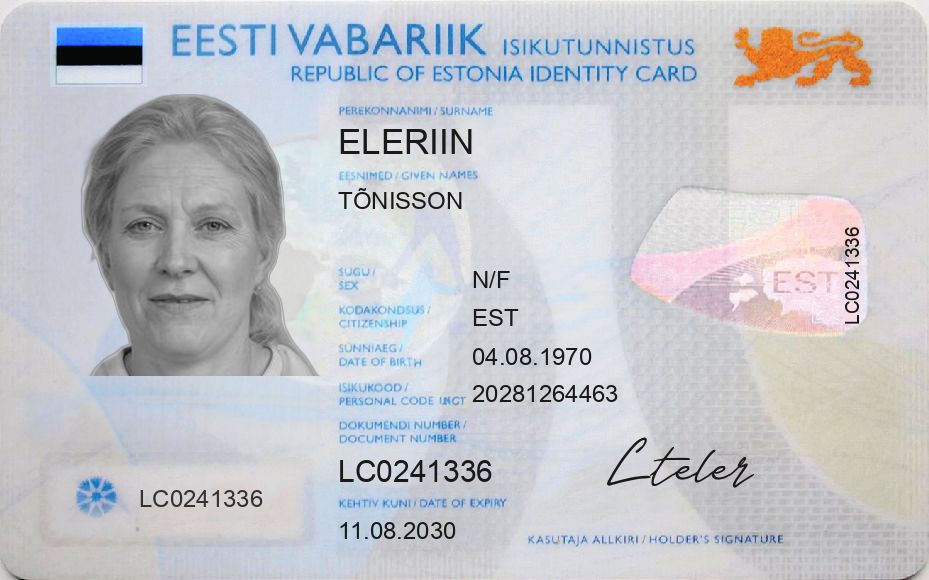 EESTI VABARIIK ISIKUTUNNISTUS
REPUBLIC OF ESTONIA IDENTITY CARD
PEREKONNANIMI / SURNAME
ELERIIN
EESNIMED / GIVEN NAMES
TÕNISSON
SUGU /
SEX
N/F
KODAKONDSUS /
CITIZENSHIP
EST
SÜNNIAEG /
DATE OF BIRTH
04.08.1970
ISIKUKOOD /
PERSONAL CODE
20281264463
DOKUMENDI NUMBER /
DOCUMENT NUMBER
LC0241336
KEHTIV KUNI / DATE OF EXPIRY
11.08.2030
LC0241336
EST
LC0241336
KASUTAJA ALLKIRI / HOLDER'S SIGNATURE